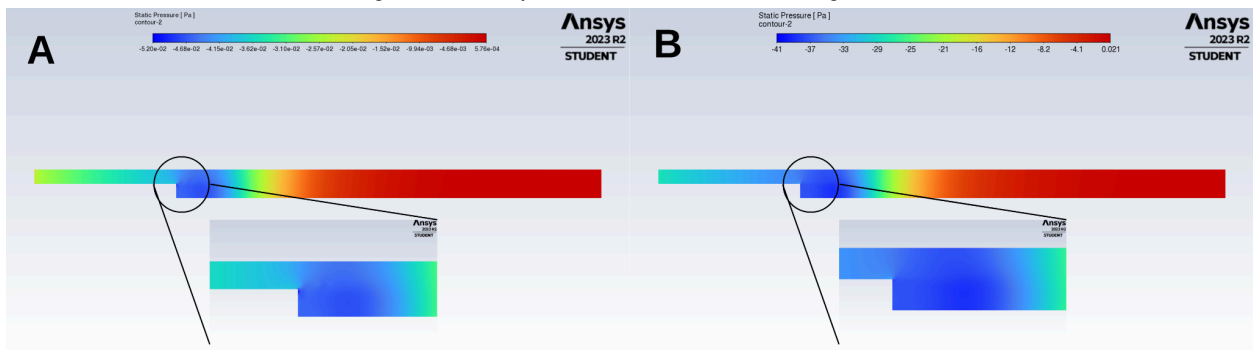 A
Static Pressure [ Pa ]
contour-2
-5.20e-02 -4.68e-02 -4.15e-02 -3.62e-02 -3.10e-02 -2.57e-02 -2.05e-02 -1.52e-02 -9.94e-03 -4.68e-03 5.76e-04
Ansys
2023 R2
STUDENT
Ansys
2023 R2
STUDENT
B
Static Pressure [ Pa ]
contour-2
-41 -37 -33 -29 -25 -21 -16 -12 -8.2 -4.1 0.021
Ansys
2023 R2
STUDENT
Ansys
2023 R2
STUDENT